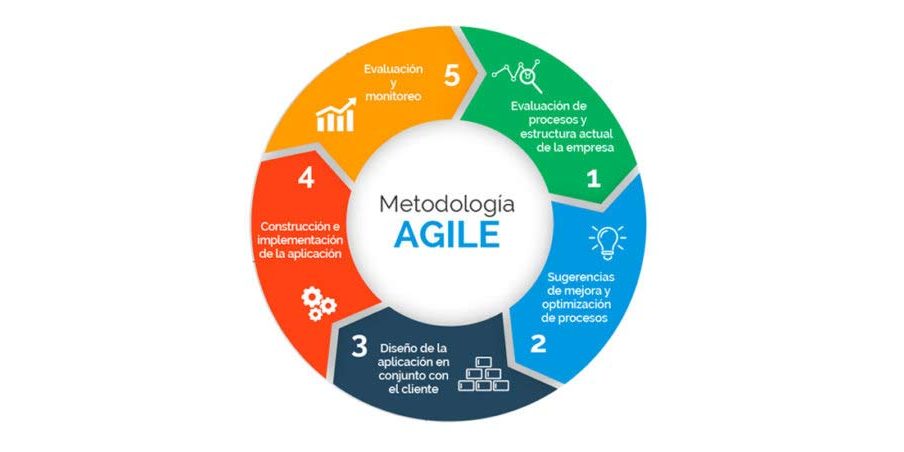 Metodología
AGILE
Evaluación de
procesos y
estructura actual
de la empresa
1
Sugerencias
de mejora y
optimización
de procesos
2
3
Diseño de la
aplicación en
conjunto con
el cliente
4
Construcción e
implementación
de la aplicación
Evaluación
y
monitoreo
5